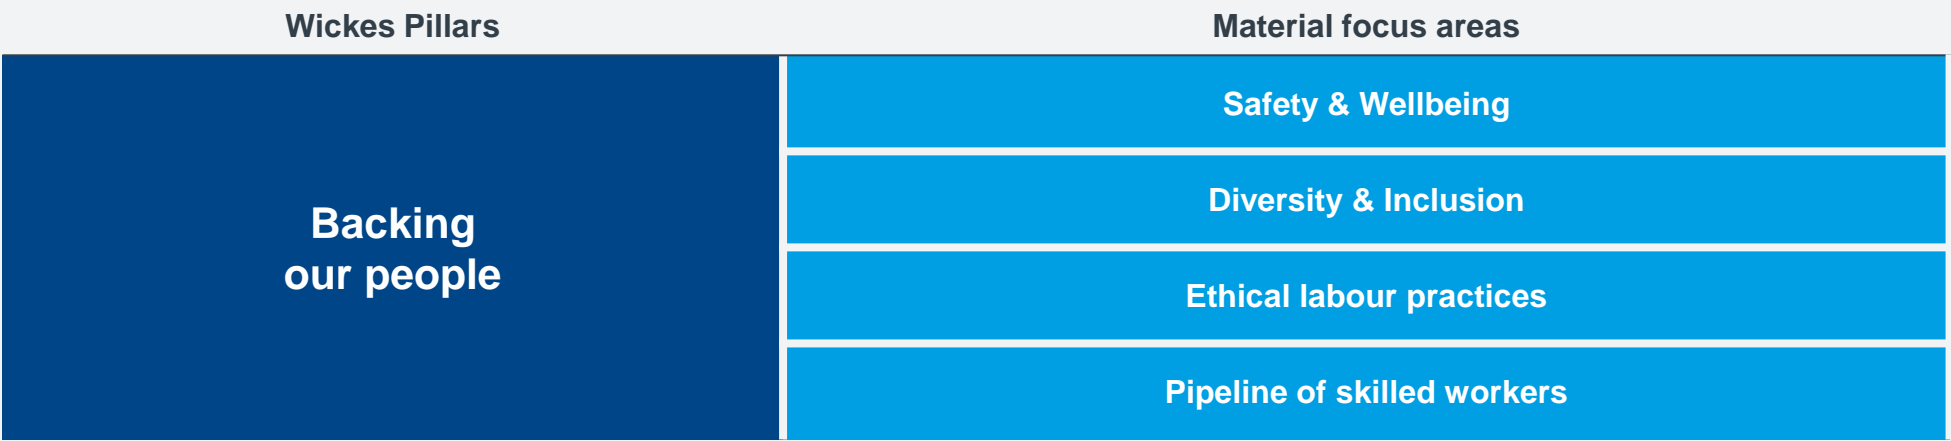 Wickes Pillars
Material focus areas
Backing
our people
Safety & Wellbeing
Diversity & Inclusion
Ethical labour practices
Pipeline of skilled workers